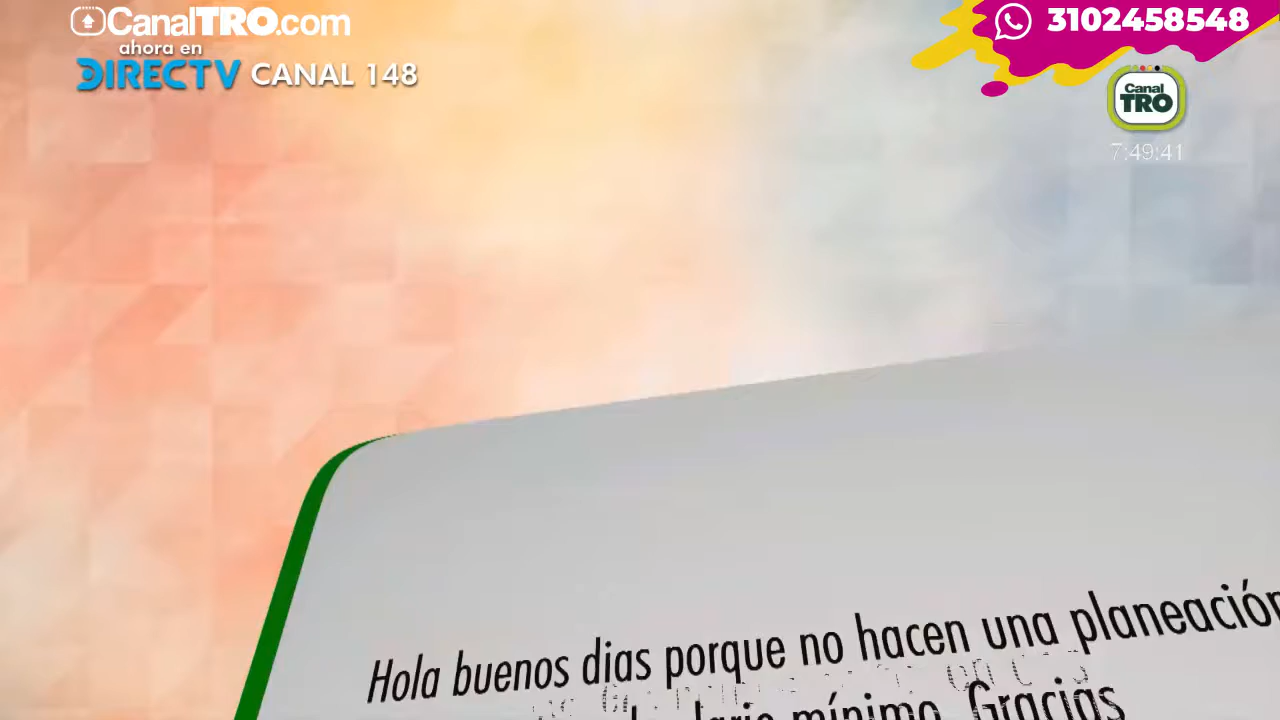 CanalTRO.com
ahora en
DIRECTV CANAL 148
3102458548
Canal
TRO
7:49:41
Hola buenos dias porque no hacen una planeación
mínimo. Gracias